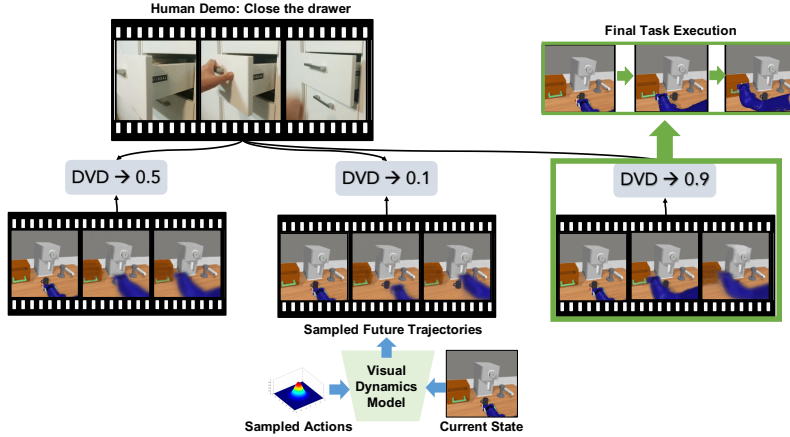 Human Demo: Close the drawer
Final Task Execution
DVD → 0.5
DVD → 0.1
DVD → 0.9
Sampled Future Trajectories
Visual
Dynamics
Model
Sampled Actions
Current State